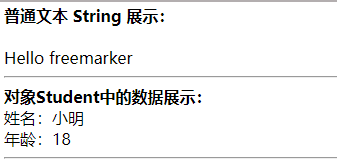 普通文本 String 展示：
Hello freemarker
对象Student中的数据展示：
姓名：小明
年龄：18